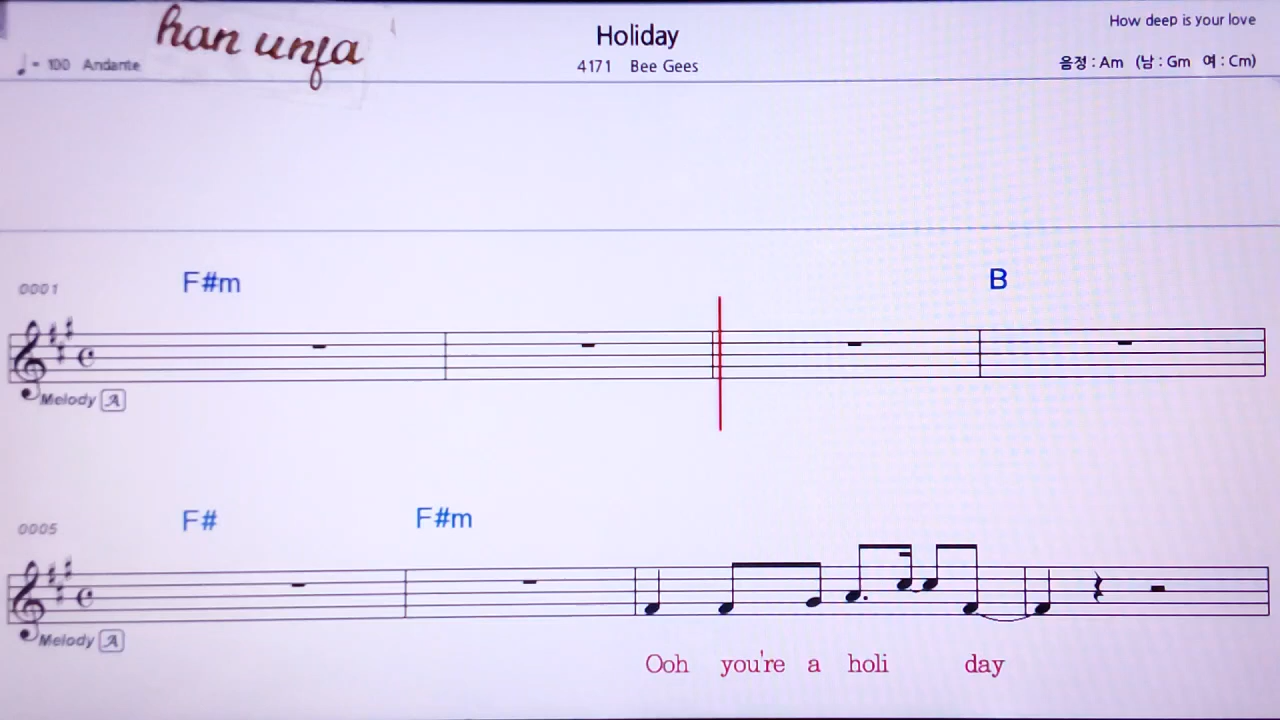 han unfa
Holiday
How deep is your love
♩= 100 Andante
4171 Bee Gees
음정 : Am (남 : Gm 여 : Cm)
0001
F#m B
Melody A
0005
F# F#m
Melody A
Ooh you're a holi day